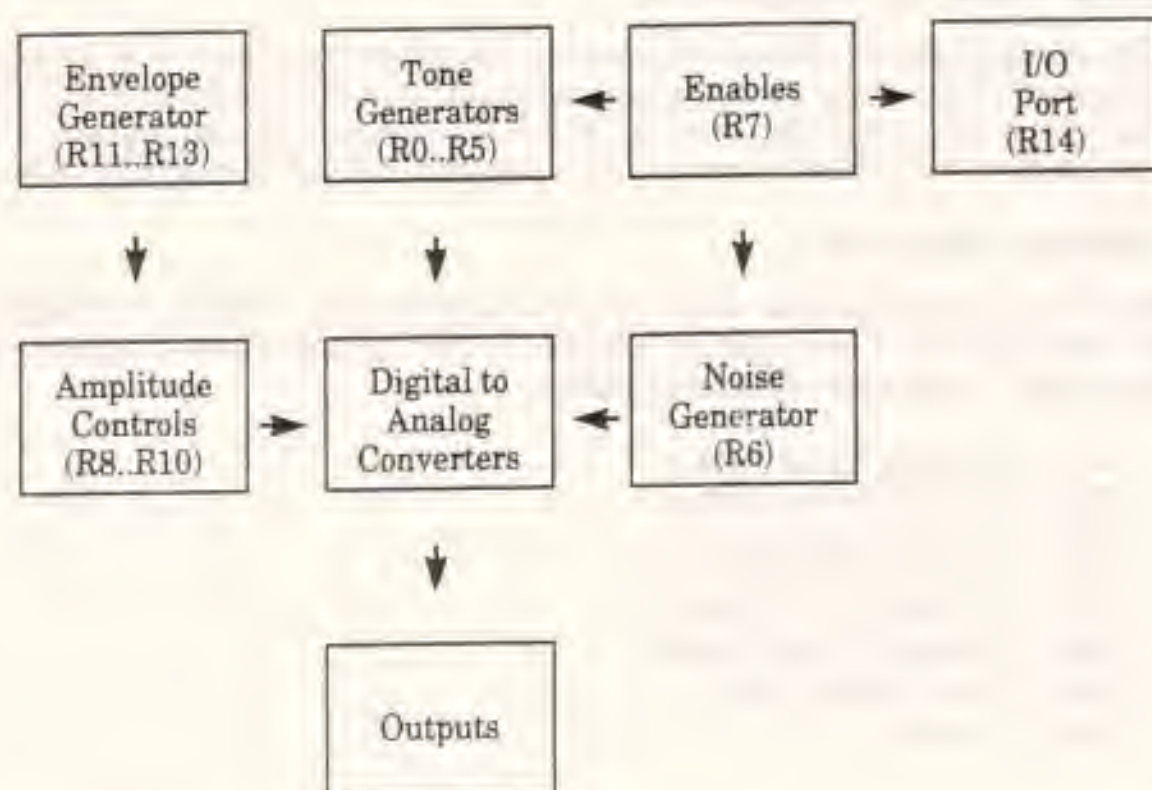 Envelope
Generator
(R11..R13)
Tone
Generators
(R0..R5)
Enables
(R7)
I/O
Port
(R14)
Amplitude
Controls
(R8..R10)
Digital to
Analog
Converters
Noise
Generator
(R6)
Outputs